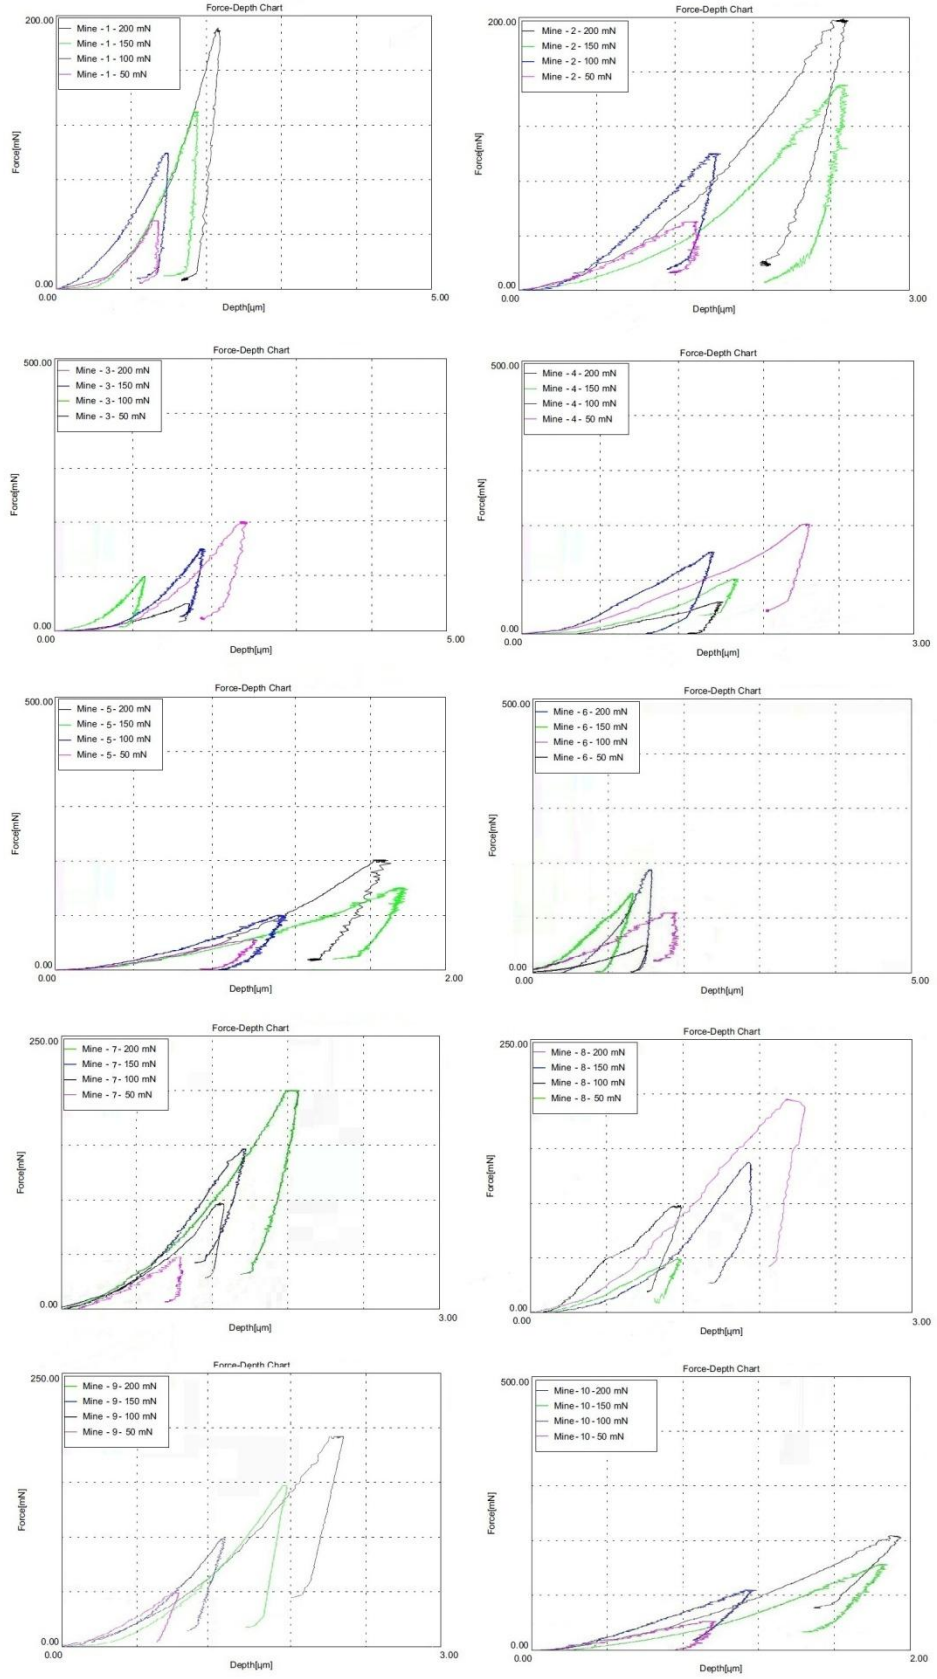 Force-Depth Chart
200.00
Mine - 1 - 200 mN
Mine - 1 - 150 mN
Mine - 1 - 100 mN
Mine - 1 - 50 mN
Force[mN]
0.00
0.00
5.00
Depth[µm]
Force-Depth Chart
200.00
Mine - 2 - 200 mN
Mine - 2 - 150 mN
Mine - 2 - 100 mN
Mine - 2 - 50 mN
Force[mN]
0.00
0.00
3.00
Depth[µm]
Force-Depth Chart
500.00
Mine - 3 - 200 mN
Mine - 3 - 150 mN
Mine - 3 - 100 mN
Mine - 3 - 50 mN
Force[mN]
0.00
0.00
5.00
Depth[µm]
Force-Depth Chart
500.00
Mine - 4 - 200 mN
Mine - 4 - 150 mN
Mine - 4 - 100 mN
Mine - 4 - 50 mN
Force[mN]
0.00
0.00
3.00
Depth[µm]
Force-Depth Chart
500.00
Mine - 5 - 200 mN
Mine - 5 - 150 mN
Mine - 5 - 100 mN
Mine - 5 - 50 mN
Force[mN]
0.00
0.00
2.00
Depth[µm]
Force-Depth Chart
500.00
Mine - 6 - 200 mN
Mine - 6 - 150 mN
Mine - 6 - 100 mN
Mine - 6 - 50 mN
Force[mN]
0.00
0.00
5.00
Depth[µm]
Force-Depth Chart
250.00
Mine - 7 - 200 mN
Mine - 7 - 150 mN
Mine - 7 - 100 mN
Mine - 7 - 50 mN
Force[mN]
0.00
3.00
Depth[µm]
Force-Depth Chart
250.00
Mine - 8 - 200 mN
Mine - 8 - 150 mN
Mine - 8 - 100 mN
Mine - 8 - 50 mN
Force[mN]
0.00
0.00
3.00
Depth[µm]
Force-Depth Chart
250.00
Mine - 9 - 200 mN
Mine - 9 - 150 mN
Mine - 9 - 100 mN
Mine - 9 - 50 mN
Force[mN]
0.00
0.00
3.00
Depth[µm]
Force-Depth Chart
500.00
Mine - 10 - 200 mN
Mine - 10 - 150 mN
Mine - 10 - 100 mN
Mine - 10 - 50 mN
Force[mN]
0.00
0.00
2.00
Depth[µm]